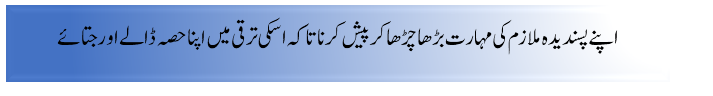 اپنے پسندیدہ ملازم کی مہارت بڑھا چڑھا کر پیش کرنا تاکہ اسکی ترقی میں اپنا حصہ ڈالے اور جتائے